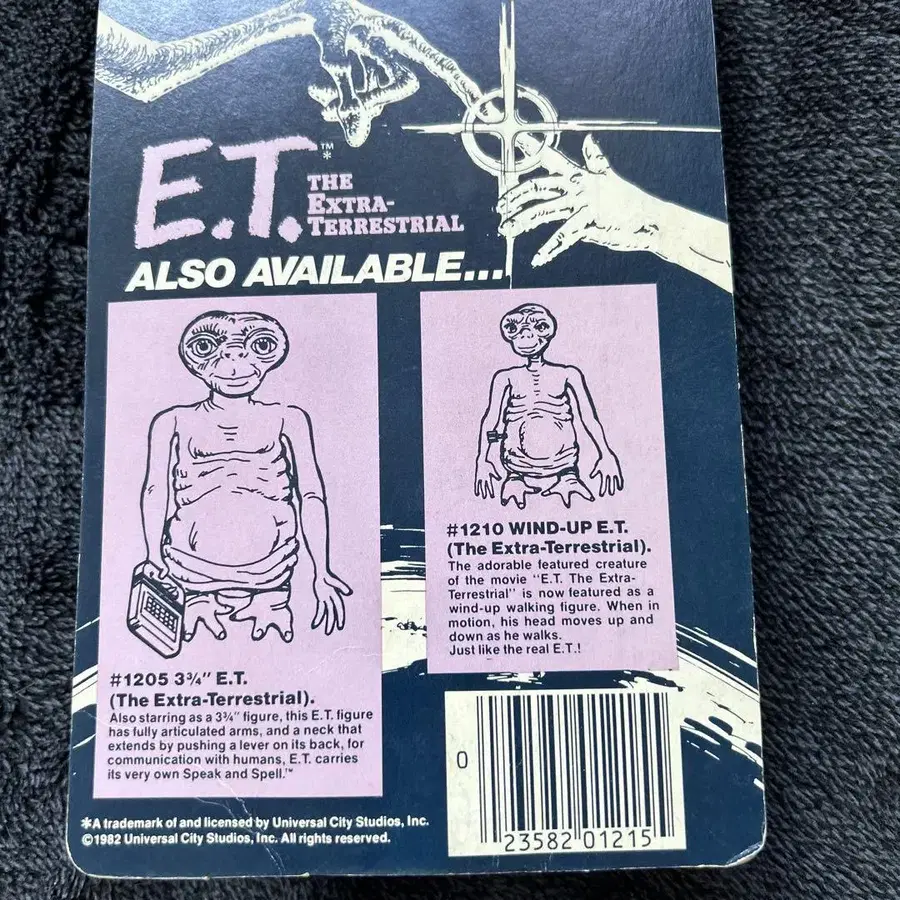 E.T.™*
THE
EXTRA-
TERRESTRIAL
ALSO AVAILABLE...
#1205 3¾" E.T.
(The Extra-Terrestrial).
Also starring as a 3¾" figure, this E.T. figure
has fully articulated arms, and a neck that
extends by pushing a lever on its back, for
communication with humans, E.T. carries
its very own Speak and Spell.™
#1210 WIND-UP E.T.
(The Extra-Terrestrial).
The adorable featured creature
of the movie "E.T. The Extra-
Terrestrial" is now featured as a
wind-up walking figure. When in
motion, his head moves up and
down as he walks.
Just like the real E.T.!
*A trademark of and licensed by Universal City Studios, Inc.
©1982 Universal City Studios, Inc. All rights reserved.
0 23582 01215